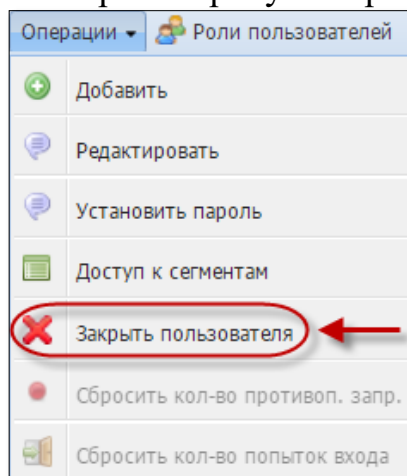 Операции Роли пользователей
Добавить
Редактировать
Установить пароль
Доступ к сегментам
Закрыть пользователя
Сбросить кол-во противоп. запр.
Сбросить кол-во попыток входа